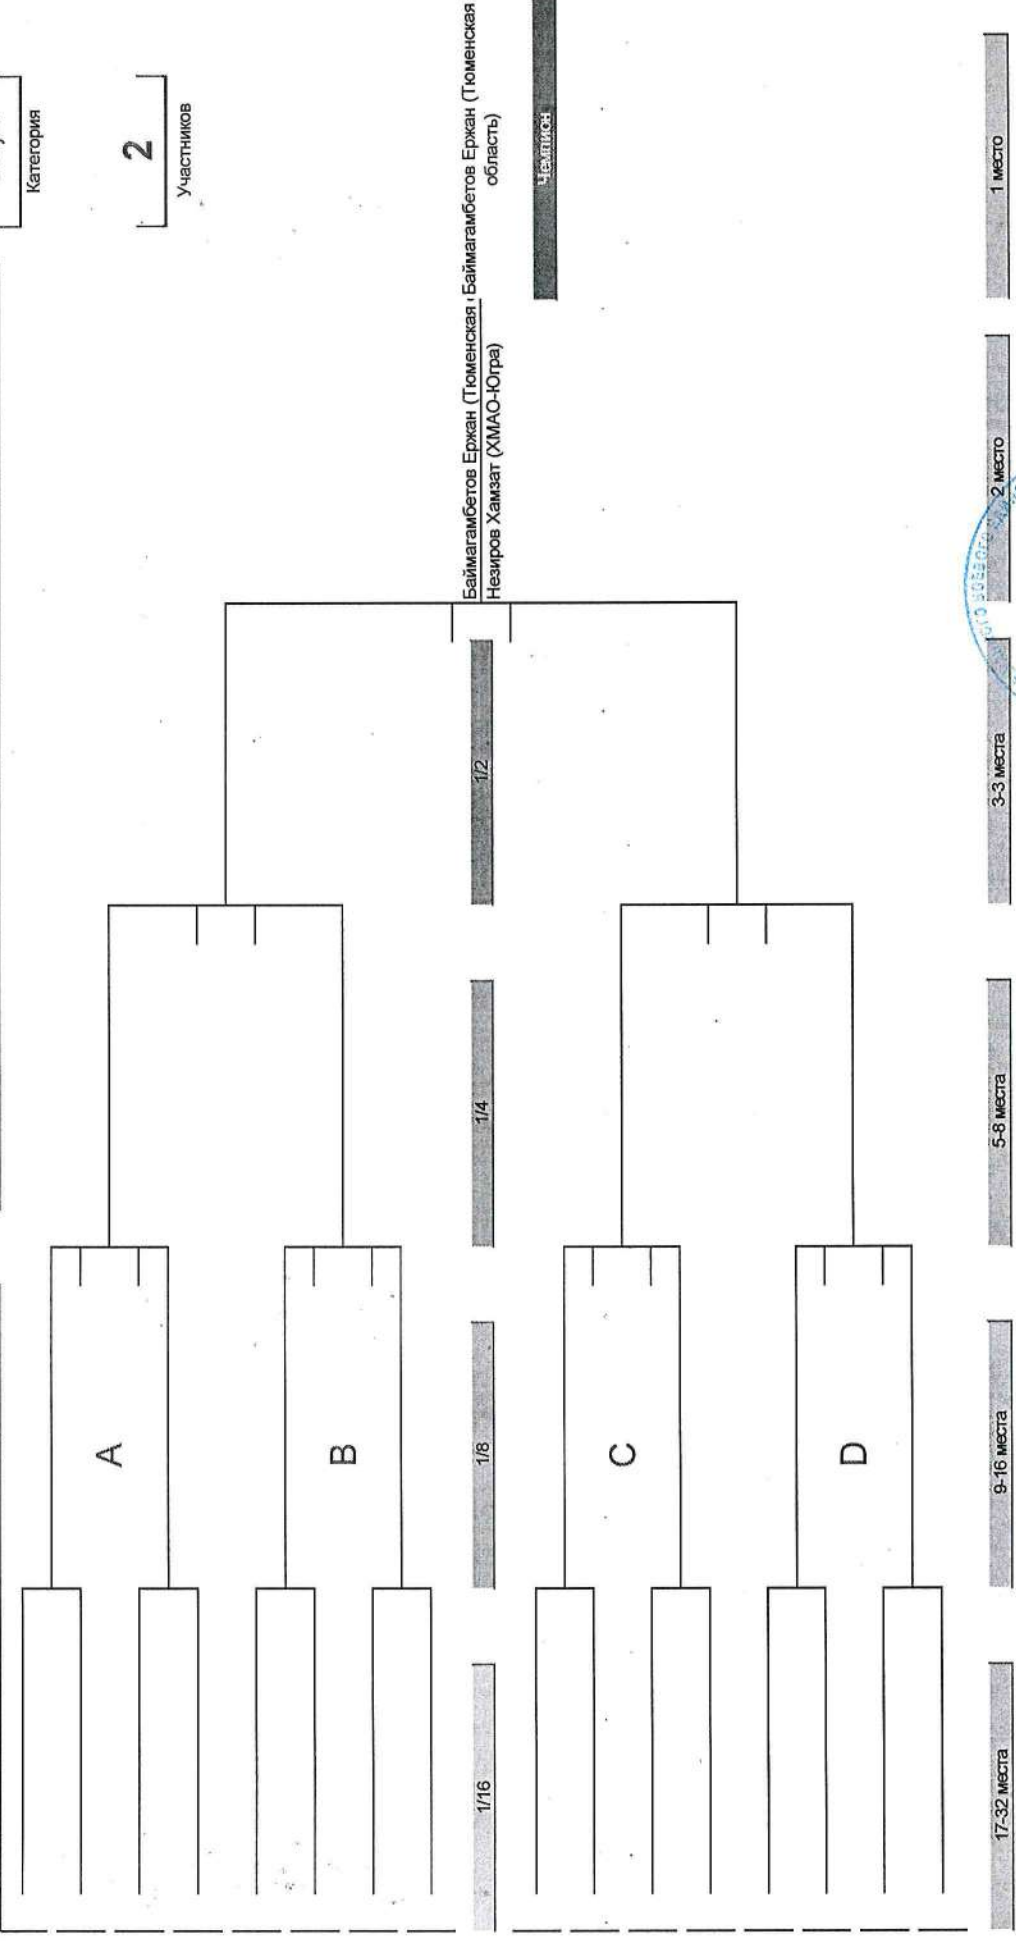 Категория
2
Участников
Баймагамбетов Ержан (Тюменская
Незиров Хамзат (ХМАО-Югра)
Баймагамбетов Ержан (Тюменская
область)
Чемпион
A
B
C
D
1/16
1/8
1/4
1/2
17-32 места
9-16 места
5-8 места
3-3 места
2 место
1 место